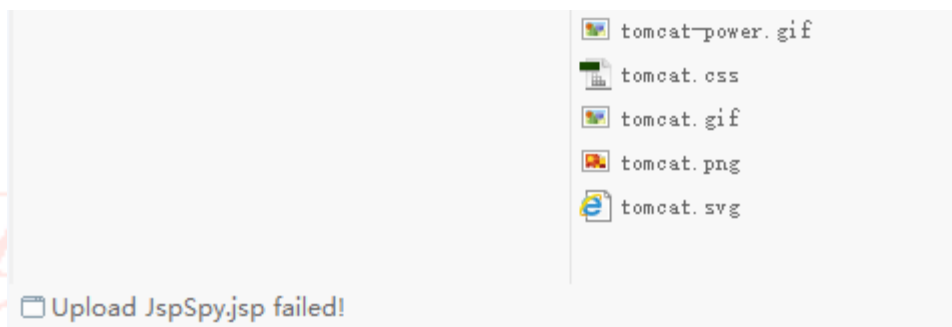 tomcat-power.gif
tomcat.css
tomcat.gif
tomcat.png
tomcat.svg
Upload JspSpy.jsp failed!